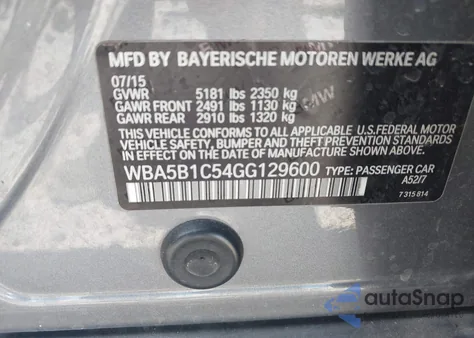 MFD BY BAYERISCHE MOTOREN WERKE AG
07/15
GVWR 5181 lbs 2350 kg
GAWR FRONT 2491 lbs 1130 kg
GAWR REAR 2910 lbs 1320 kg
THIS VEHICLE CONFORMS TO ALL APPLICABLE U.S.FEDERAL MOTOR
VEHICLE SAFETY, BUMPER, AND THEFT PREVENTION STANDARDS
IN EFFECT ON THE DATE OF MANUFACTURE SHOWN ABOVE.
WBA5B1C54GG129600 TYPE: PASSENGER CAR
A52/7
7 315 814
autoSnap